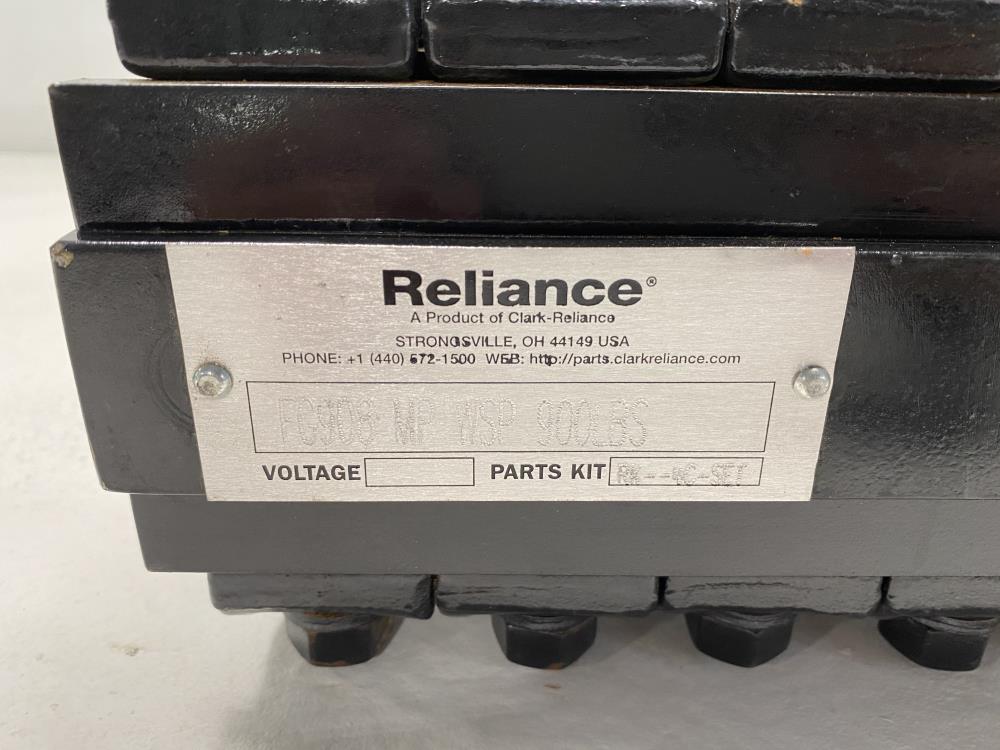 Reliance®
A Product of Clark-Reliance
STRONGSVILLE, OH 44149 USA
PHONE: +1 (440) 572-1500 WEB: http://parts.clarkreliance.com
FC906 MP WSP 900LBS
VOLTAGE PARTS KIT